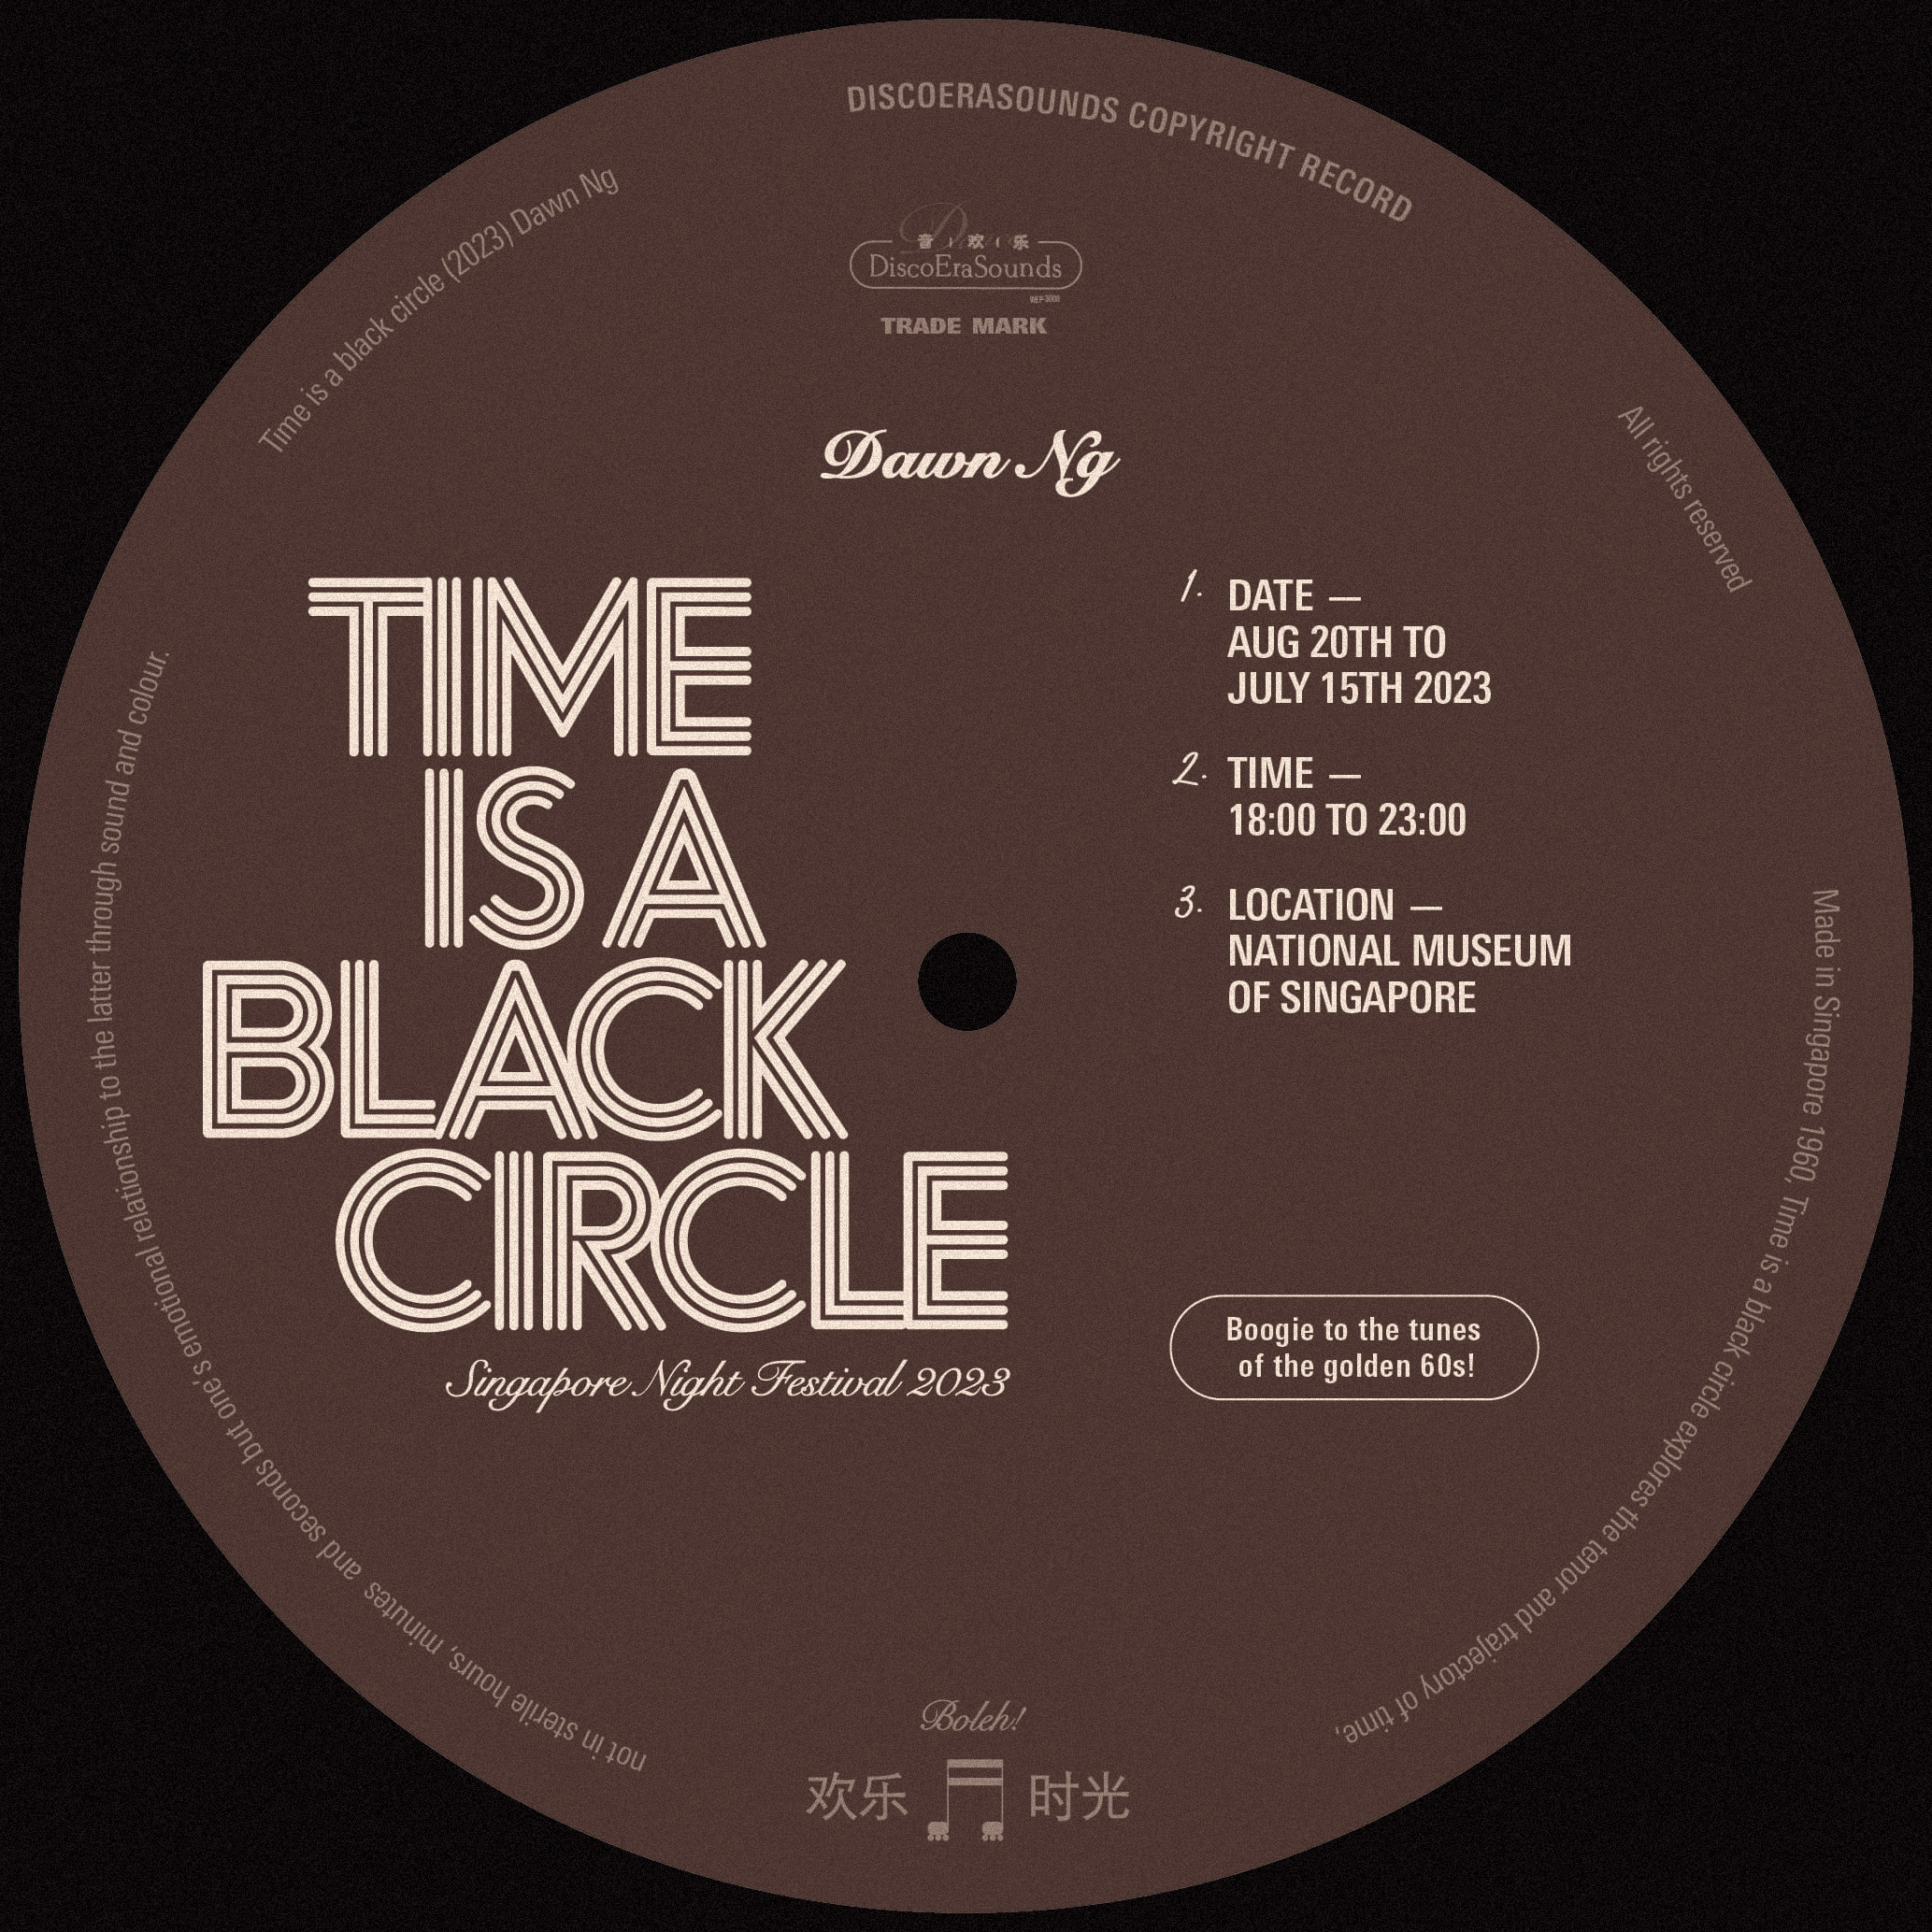 DISCOERASOUNDS COPYRIGHT RECORD
Time is a black circle (2023) Dawn Ng
All rights reserved
音 欢 乐
DiscoEraSounds
TRADE MARK
Dawn Ng
TIME
IS A
BLACK
CIRCLE
Singapore Night Festival 2023
1. DATE —
AUG 20TH TO
JULY 15TH 2023
2. TIME —
18:00 TO 23:00
3. LOCATION —
NATIONAL MUSEUM
OF SINGAPORE
Boogie to the tunes
of the golden 60s!
Made in Singapore 1960, Time is a black circle explores the tenor and trajectory of time,
not in sterile hours, minutes and seconds but one's emotional relationship to the latter through sound and colour.
Boleh!
欢乐 时光